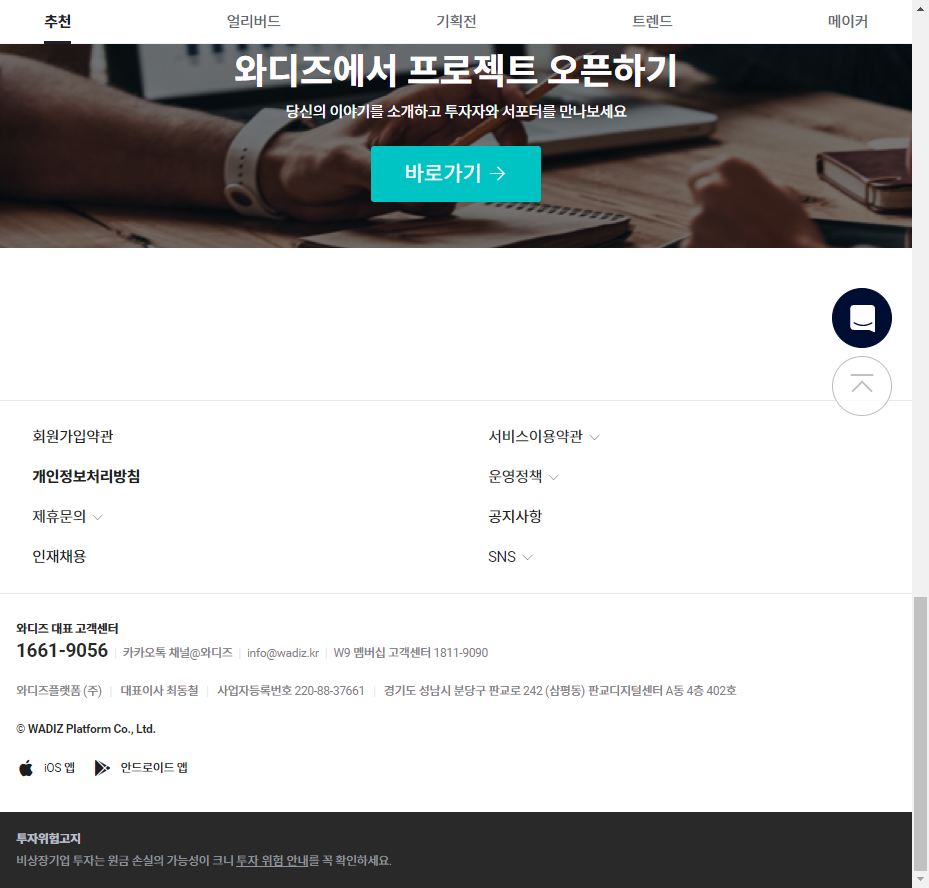 추천 얼리버드 기획전 트렌드 메이커
와디즈에서 프로젝트 오픈하기
당신의 이야기를 소개하고 투자자와 서포터를 만나보세요
바로가기
회원가입약관
서비스이용약관
개인정보처리방침
운영정책
제휴문의
공지사항
인재채용
SNS
와디즈 대표 고객센터
1661-9056 | 카카오톡 채널@와디즈 | info@wadiz.kr | W9 멤버십 고객센터 1811-9090
와디즈플랫폼 (주) | 대표이사 최동철 | 사업자등록번호 220-88-37661 | 경기도 성남시 분당구 판교로 242 (삼평동) 판교디지털센터 A동 4층 402호
© WADIZ Platform Co., Ltd.
iOS 앱 안드로이드 앱
투자위험고지
비상장기업 투자는 원금 손실의 가능성이 크니 투자 위험 안내를 꼭 확인하세요.